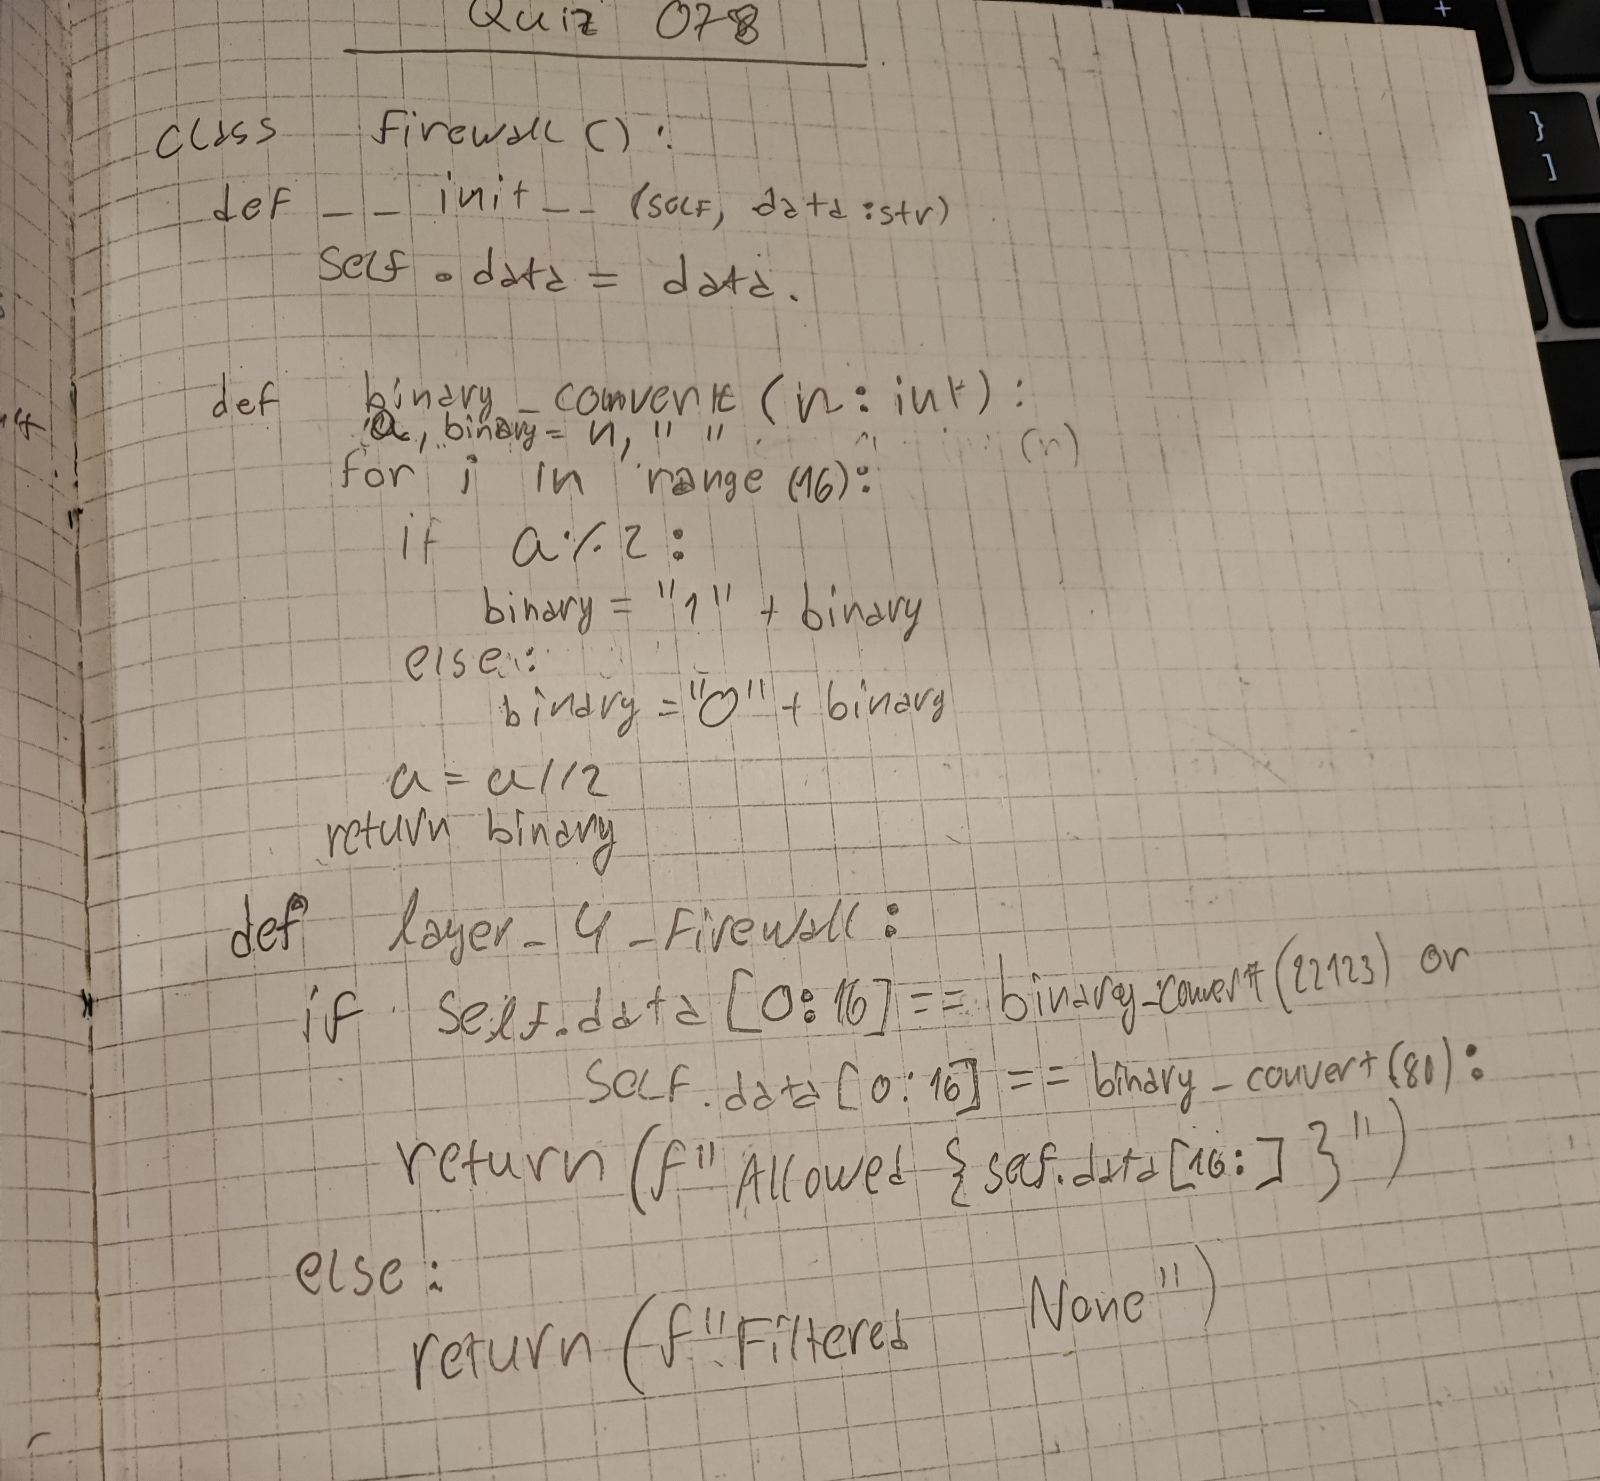 Quiz 078
class firewall():
def __init__(self, data:str)
self.data = data.
def binary_convert(n: int):
a, binary = n, " "
(n)
for i in range(16):
if a%2:
binary = "1" + binary
else:
binary = "0" + binary
a = a//2
return binary
def layer_4_firewall:
if self.data[0:16] == binary_convert(22123) or
self.data[0:16] == binary_convert(80):
return(f"Allowed {self.data[16:]}")
else:
return(f"Filtered None")
}
]
+